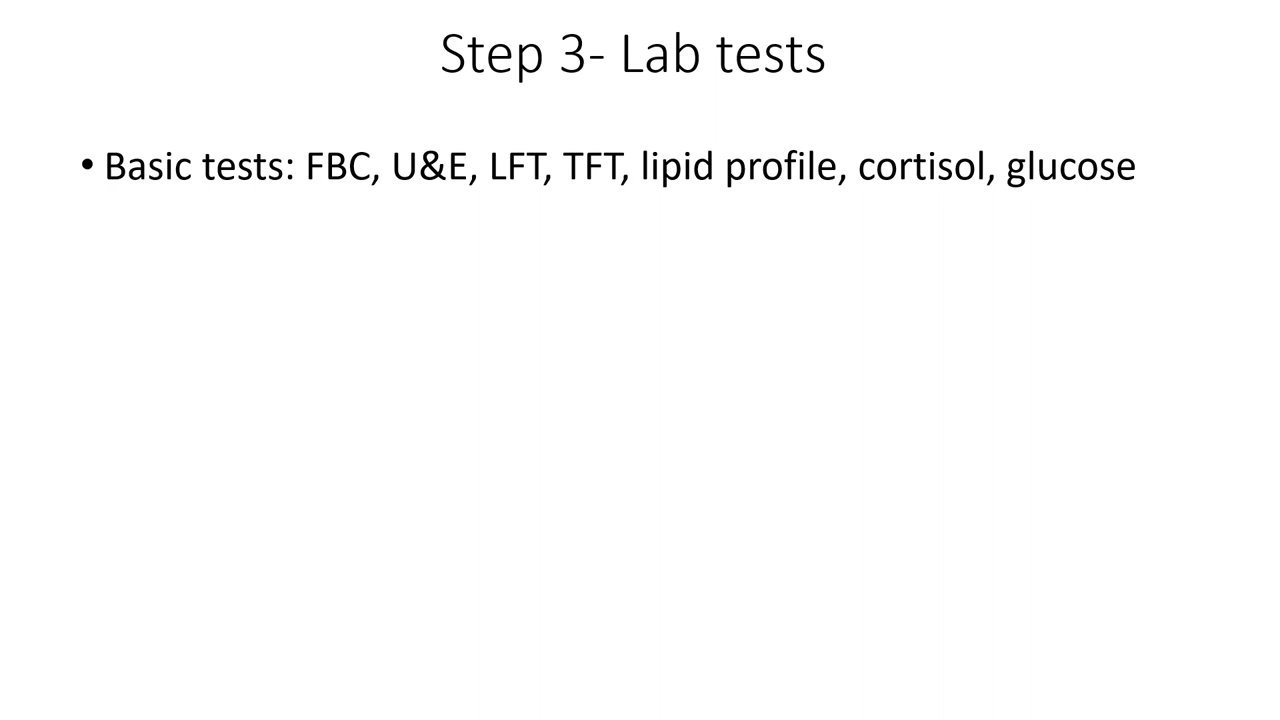 Step 3- Lab tests
• Basic tests: FBC, U&E, LFT, TFT, lipid profile, cortisol, glucose